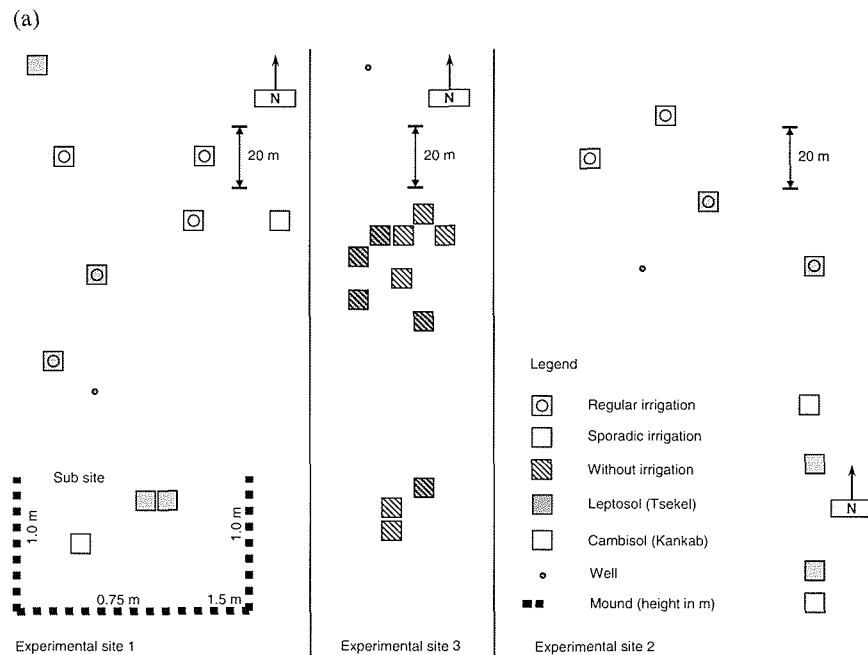 (a)
N
20 m
Sub site
1.0 m
1.0 m
0.75 m
1.5 m
Experimental site 1
N
20 m
Experimental site 3
20 m
Legend
Regular irrigation
Sporadic irrigation
Without irrigation
Leptosol (Tsekel)
Cambisol (Kankab)
Well
Mound (height in m)
N
Experimental site 2